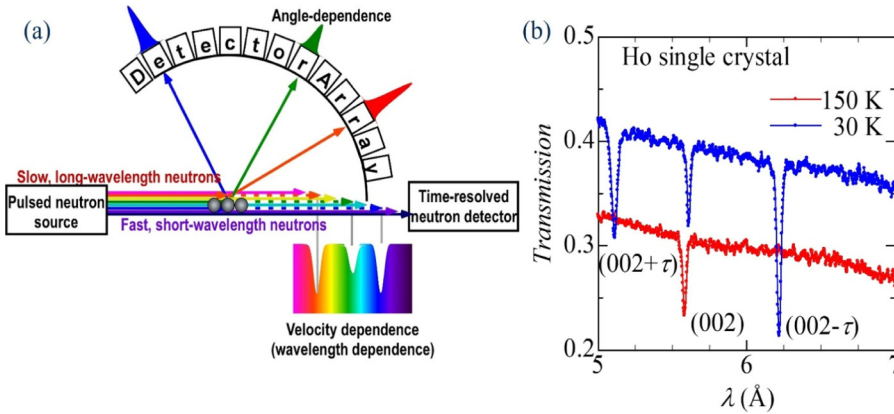 (a)
Angle-dependence
DetectorArray
Slow, long-wavelength neutrons
Pulsed neutron
source
Time-resolved
neutron detector
Fast, short-wavelength neutrons
Velocity dependence
(wavelength dependence)
(b)
Ho single crystal
150 K
30 K
Transmission
0.5
0.4
0.3
0.2
(002+τ)
(002)
(002-τ)
5
6
7
λ (Å)